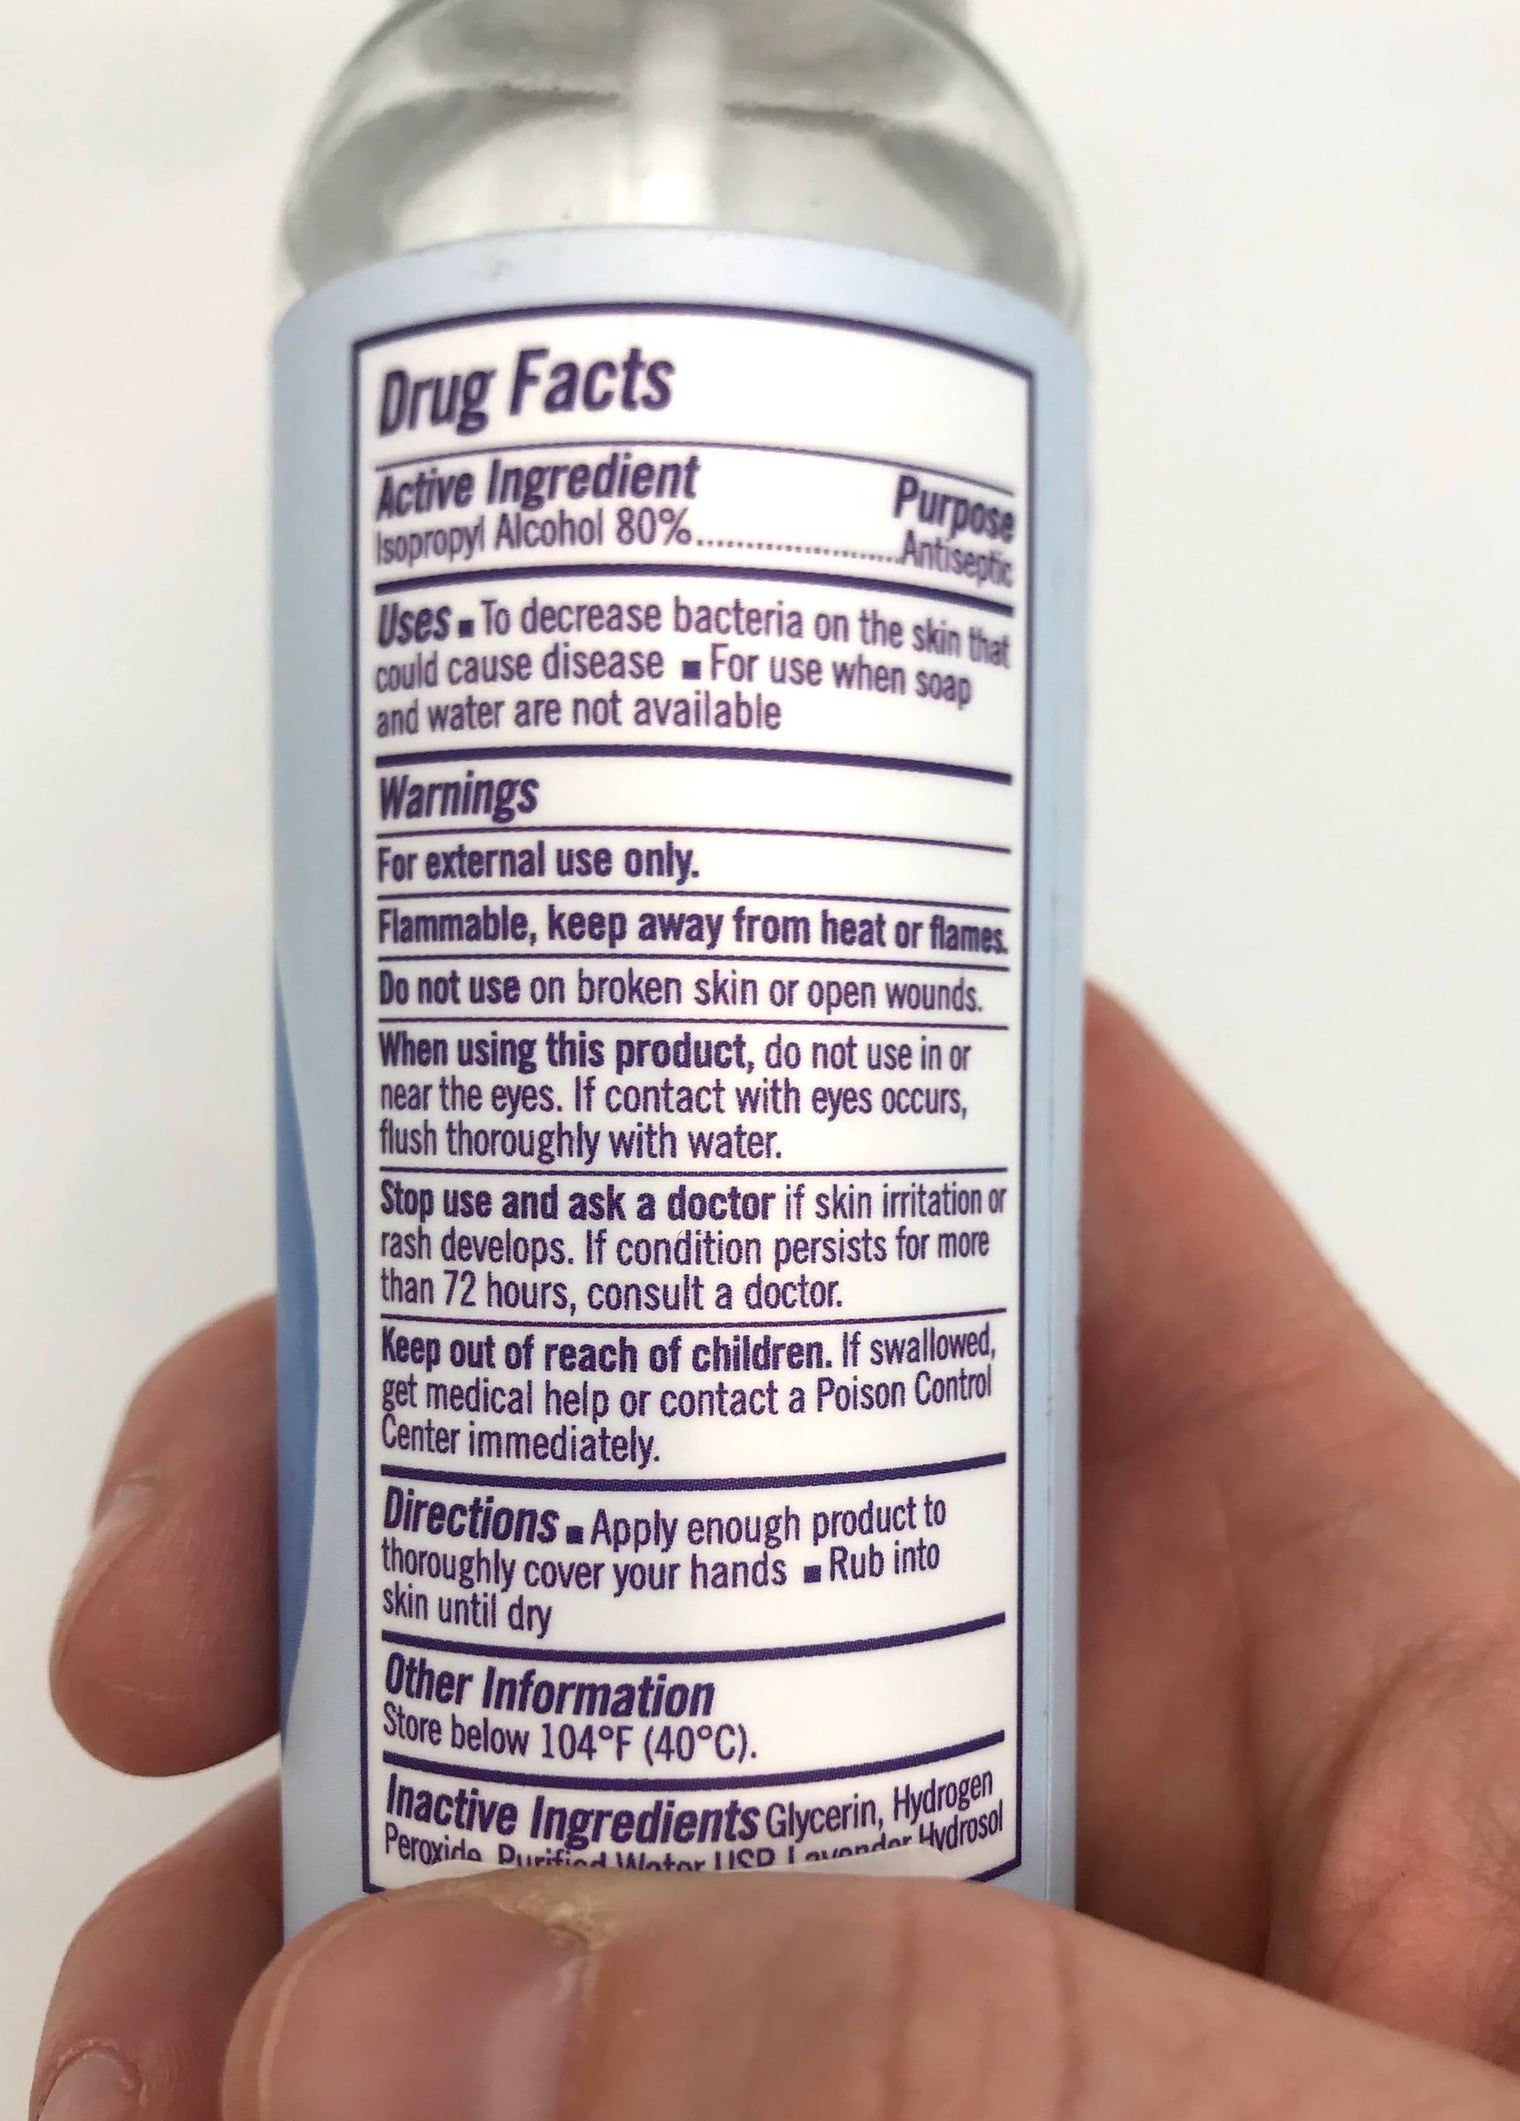 Drug Facts
Active Ingredient Purpose
Isopropyl Alcohol 80%......................Antiseptic
Uses ▪ To decrease bacteria on the skin that
could cause disease ▪ For use when soap
and water are not available
Warnings
For external use only.
Flammable, keep away from heat or flames.
Do not use on broken skin or open wounds.
When using this product, do not use in or
near the eyes. If contact with eyes occurs,
flush thoroughly with water.
Stop use and ask a doctor if skin irritation or
rash develops. If condition persists for more
than 72 hours, consult a doctor.
Keep out of reach of children. If swallowed,
get medical help or contact a Poison Control
Center immediately.
Directions ▪ Apply enough product to
thoroughly cover your hands ▪ Rub into
skin until dry
Other Information
Store below 104°F (40°C).
Inactive Ingredients Glycerin, Hydrogen
Peroxide, Purified Water USP, Lavender Hydrosol